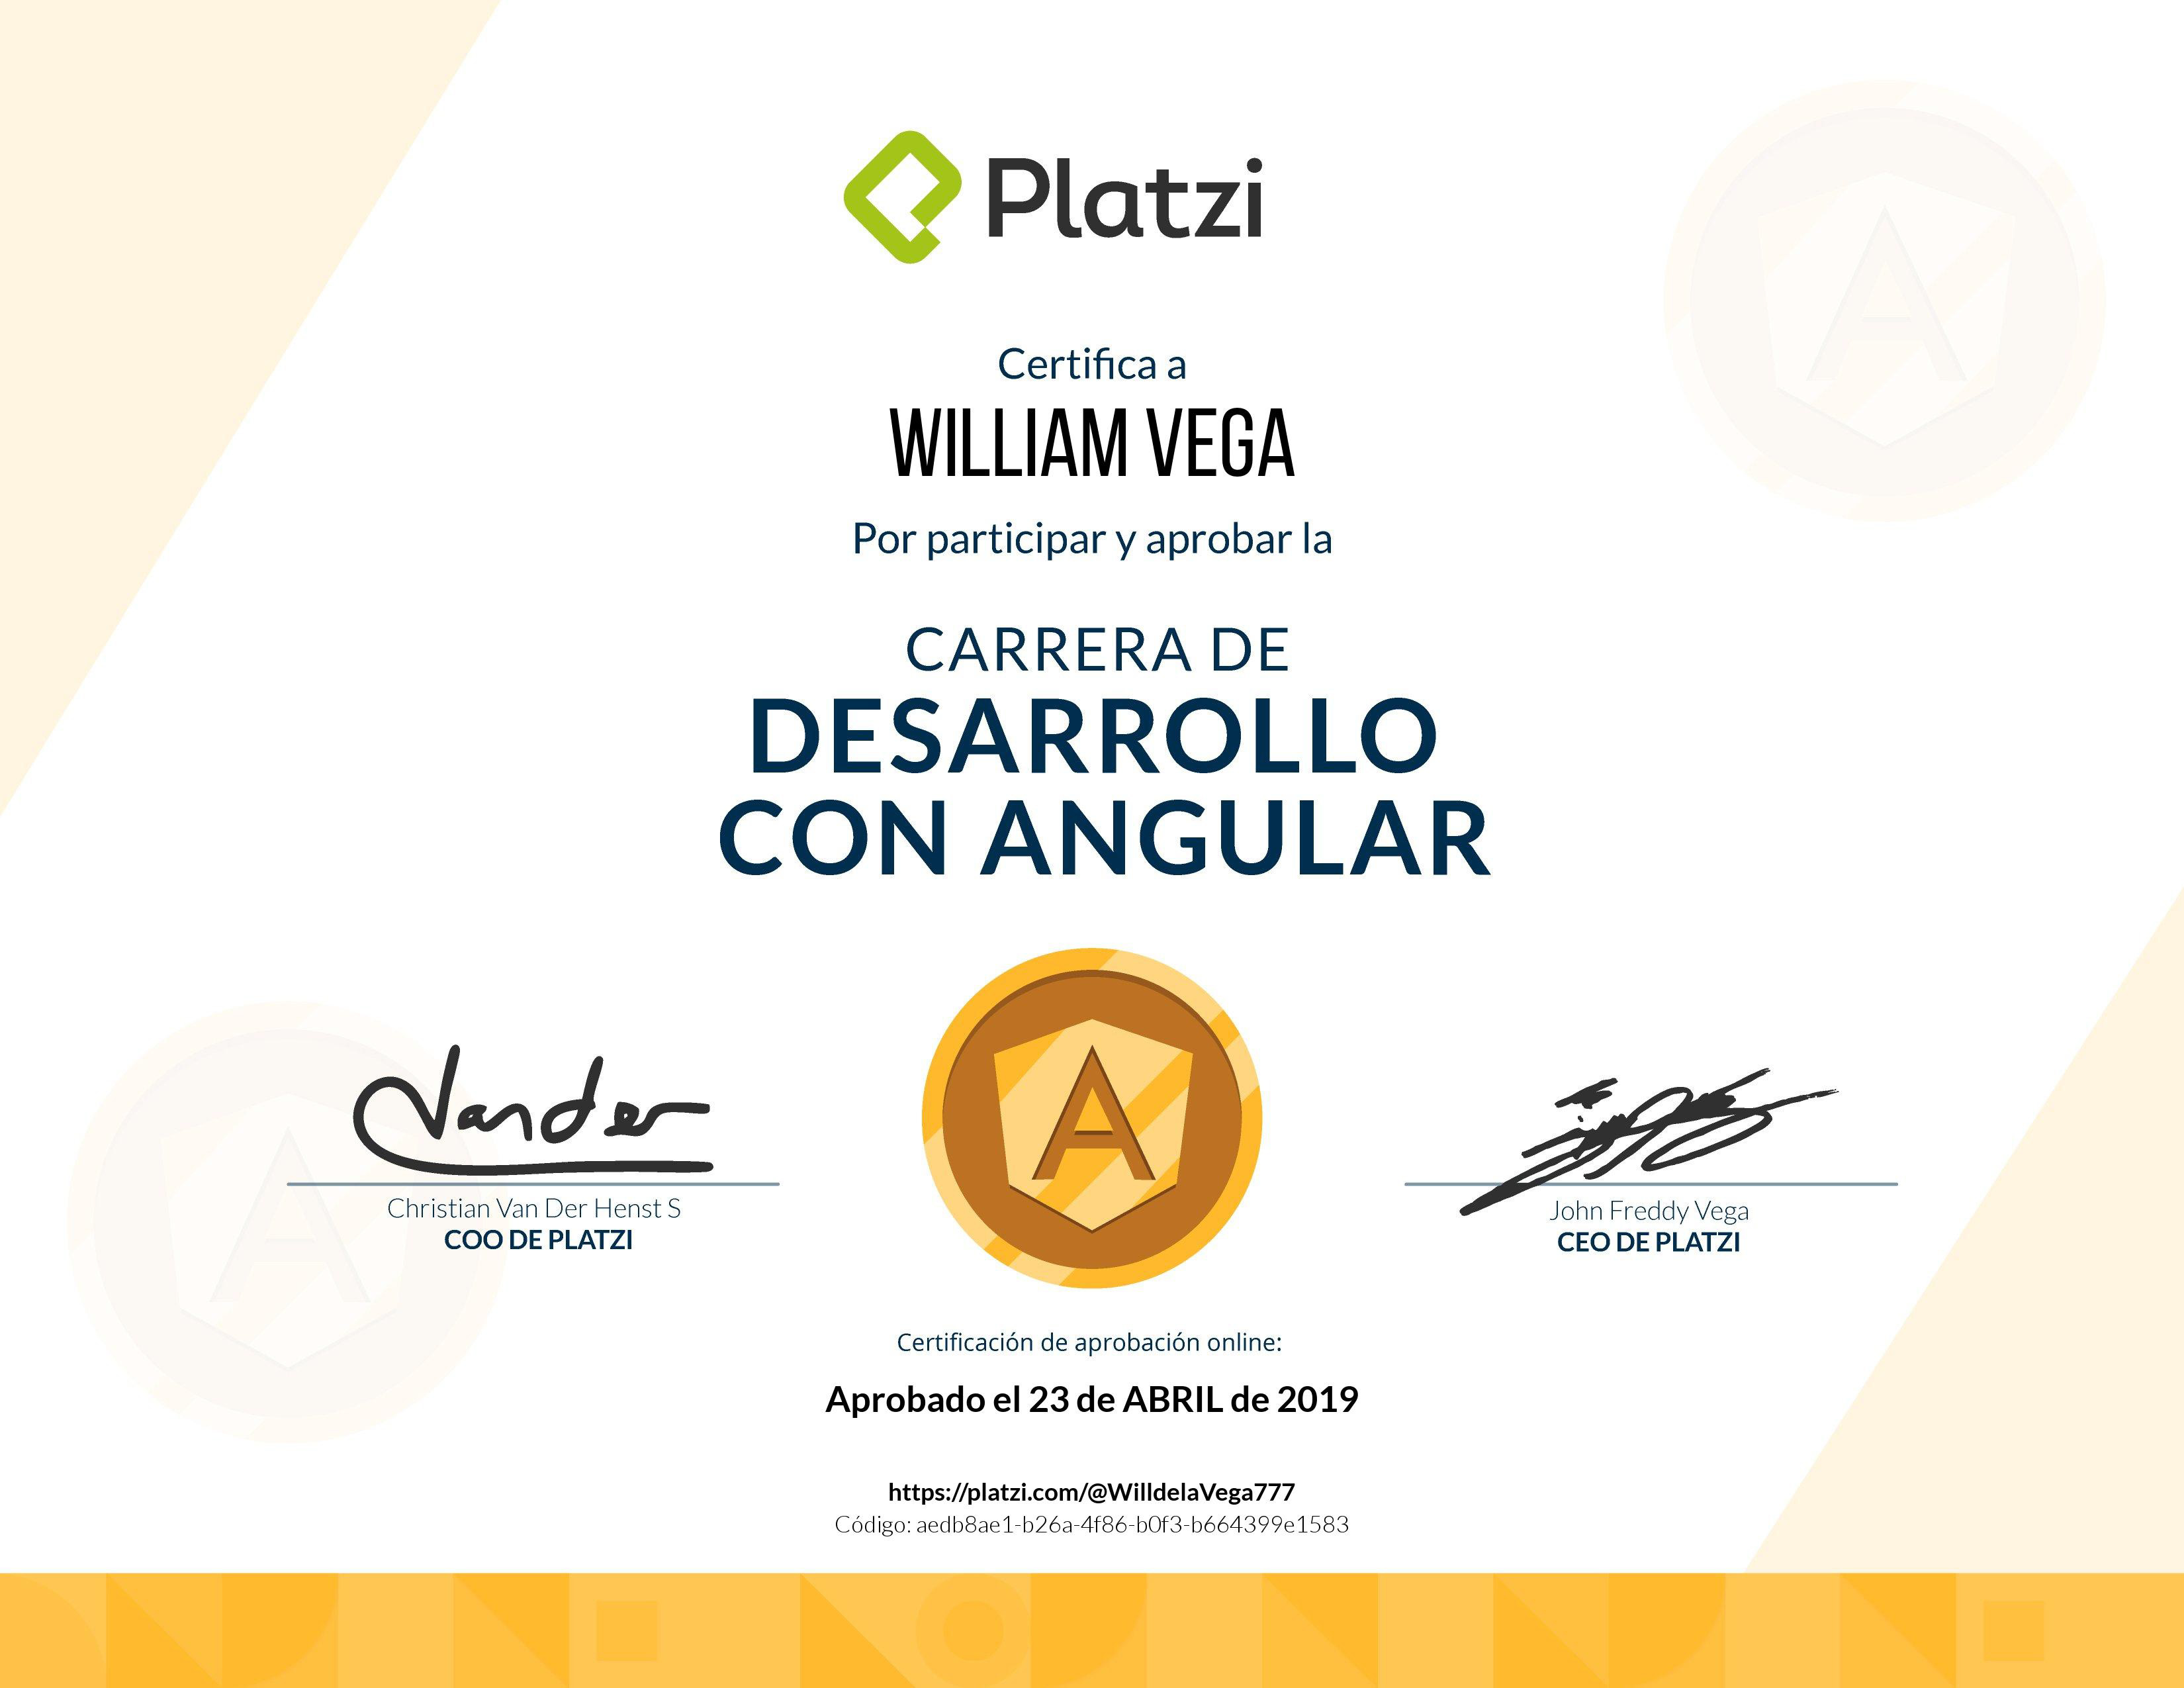 Platzi
Certifica a
WILLIAM VEGA
Por participar y aprobar la
CARRERA DE
DESARROLLO
CON ANGULAR
A
A
Vander
A
A
Christian Van Der Henst S
COO DE PLATZI
John Freddy Vega
CEO DE PLATZI
Certificación de aprobación online:
Aprobado el 23 de ABRIL de 2019
https://platzi.com/@WilldelaVega777
Código: aedb8ae1-b26a-4f86-b0f3-b664399e1583